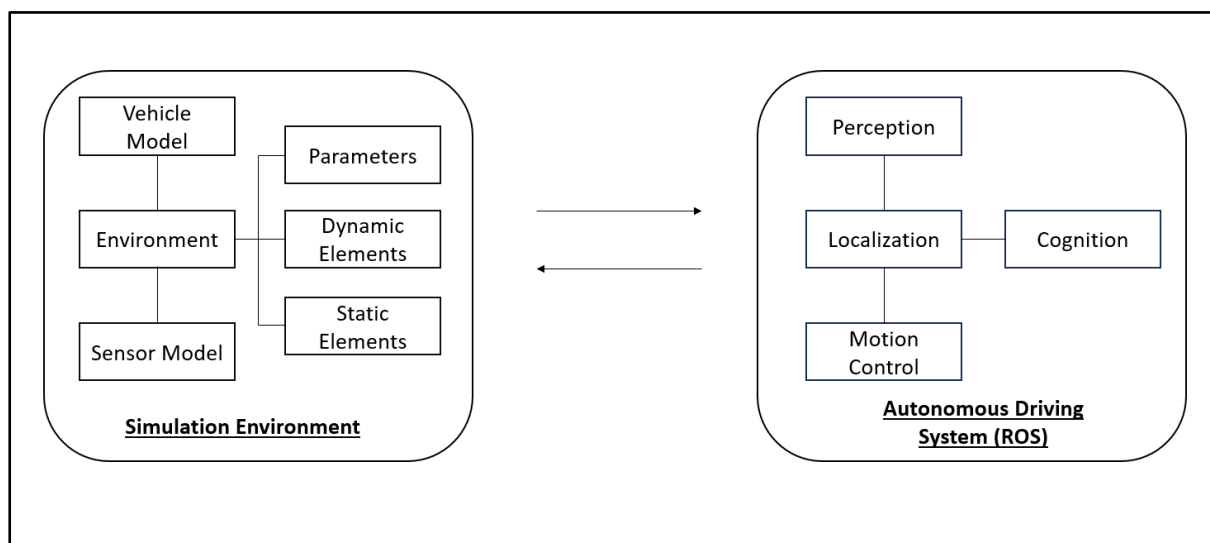 Vehicle
Model
Parameters
Environment
Dynamic
Elements
Static
Elements
Sensor Model
Simulation Environment
Perception
Localization
Cognition
Motion
Control
Autonomous Driving
System (ROS)